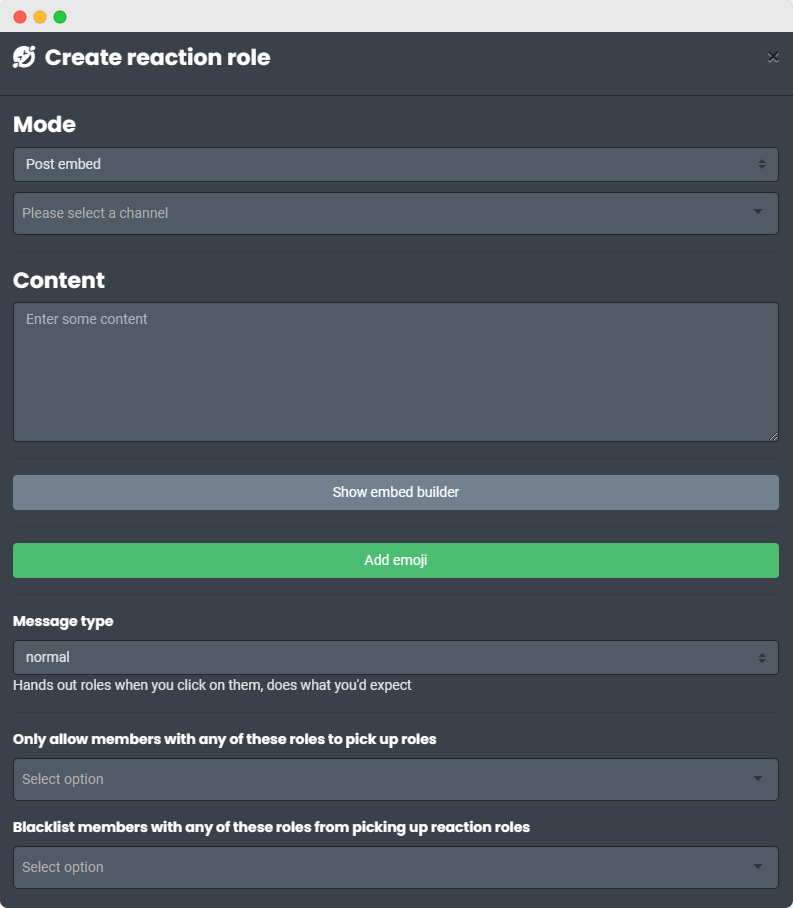 Create reaction role
Mode
Post embed
Please select a channel
Content
Enter some content
Show embed builder
Add emoji
Message type
normal
Hands out roles when you click on them, does what you'd expect
Only allow members with any of these roles to pick up roles
Select option
Blacklist members with any of these roles from picking up reaction roles
Select option